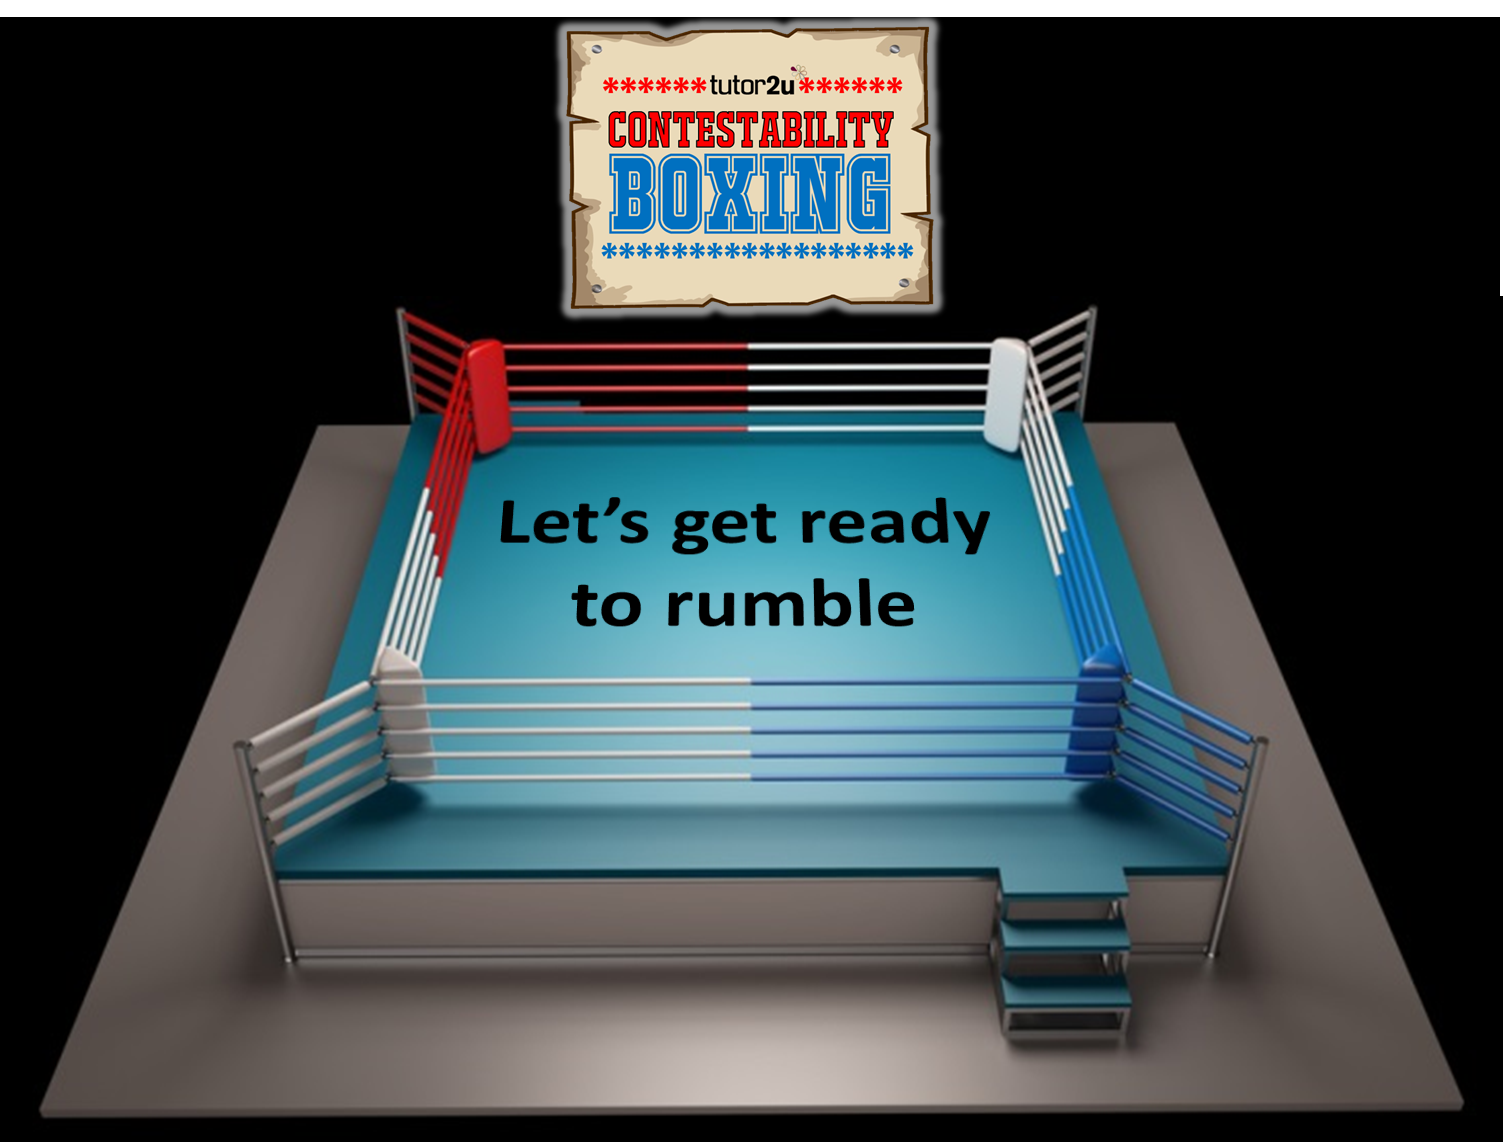 ******tutor2u******
CONTESTABILITY
BOXING
******************
Let's get ready
to rumble